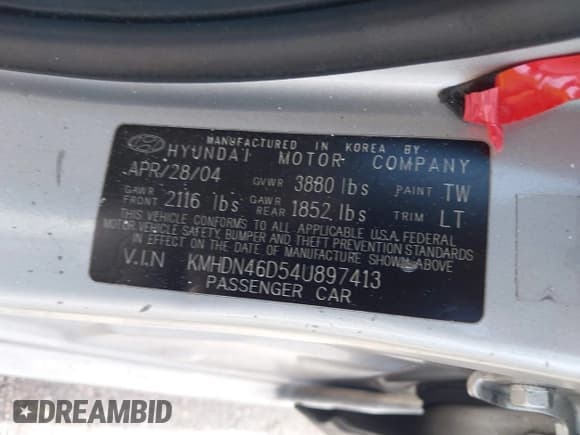 MANUFACTURED IN KOREA BY
HYUNDAI MOTOR COMPANY
APR/28/04 GVWR 3880 lbs PAINT TW
GAWR FRONT 2116 lbs GAWR REAR 1852 lbs TRIM LT
THIS VEHICLE CONFORMS TO ALL APPLICABLE U.S.A. FEDERAL
MOTOR VEHICLE SAFETY, BUMPER AND THEFT PREVENTION STANDARDS
IN EFFECT ON THE DATE OF MANUFACTURE SHOWN ABOVE
V.I.N KMHDN46D54U897413
PASSENGER CAR
DREAMBID